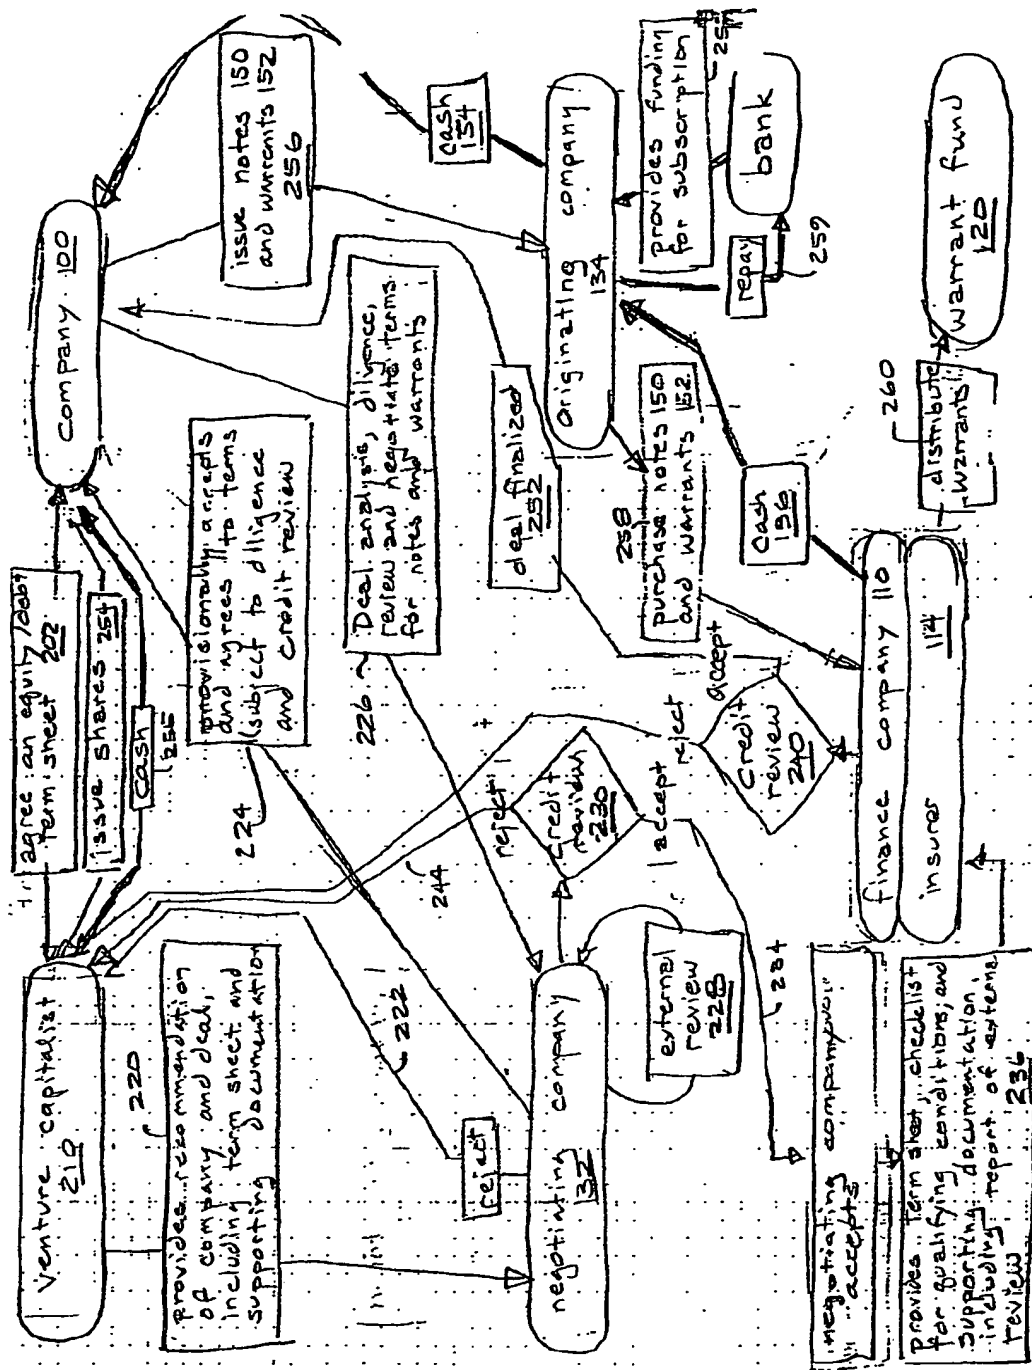 venture capitalist
210
agree an equity/debt
term sheet 202
issue shares 254
cash
255
company 100
220
provides recommendation
of company and deal,
including term sheet and
supporting documentation
222
reject
224
provisionally accepts
and agrees to terms
(subject to diligence
and credit review
issue notes 150
and warrants 152
256
226
Deal analysis, diligence,
review and negotiate terms
for notes and warrants
cash
154
negotiating company
132
external
review
228
credit
review
230
reject
accept
244
234
deal finalized
252
originating company
134
provides funding
for subscription
bank
repay
259
258
purchase notes 150
and warrants 152
cash
156
credit
review
240
reject
accept
negotiating company
accepts
provides term sheet, checklist
for qualifying conditions, and
supporting documentation,
including report of external
review 236
finance company 110
insurer 114
distribute
warrants
260
warrant fund
120